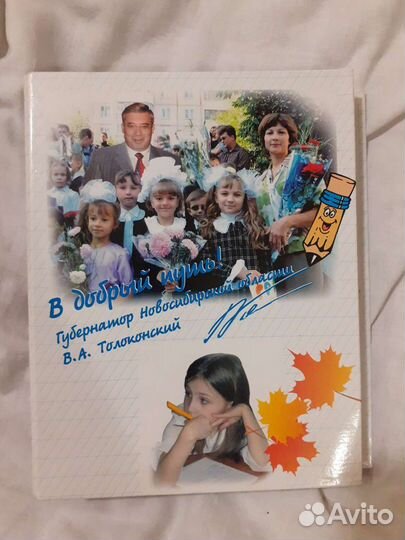 В добрый путь!
Губернатор Новосибирской области
В.А. Толоконский
Avito